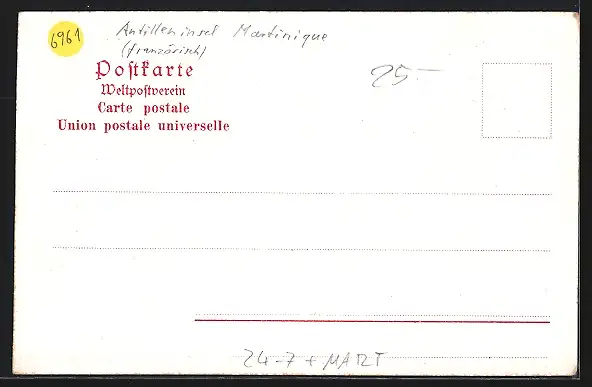 6961
Antilleninsel Martinique
(französisch)
25-
Postkarte
Weltpostverein
Carte postale
Union postale universelle
24-7 + MART